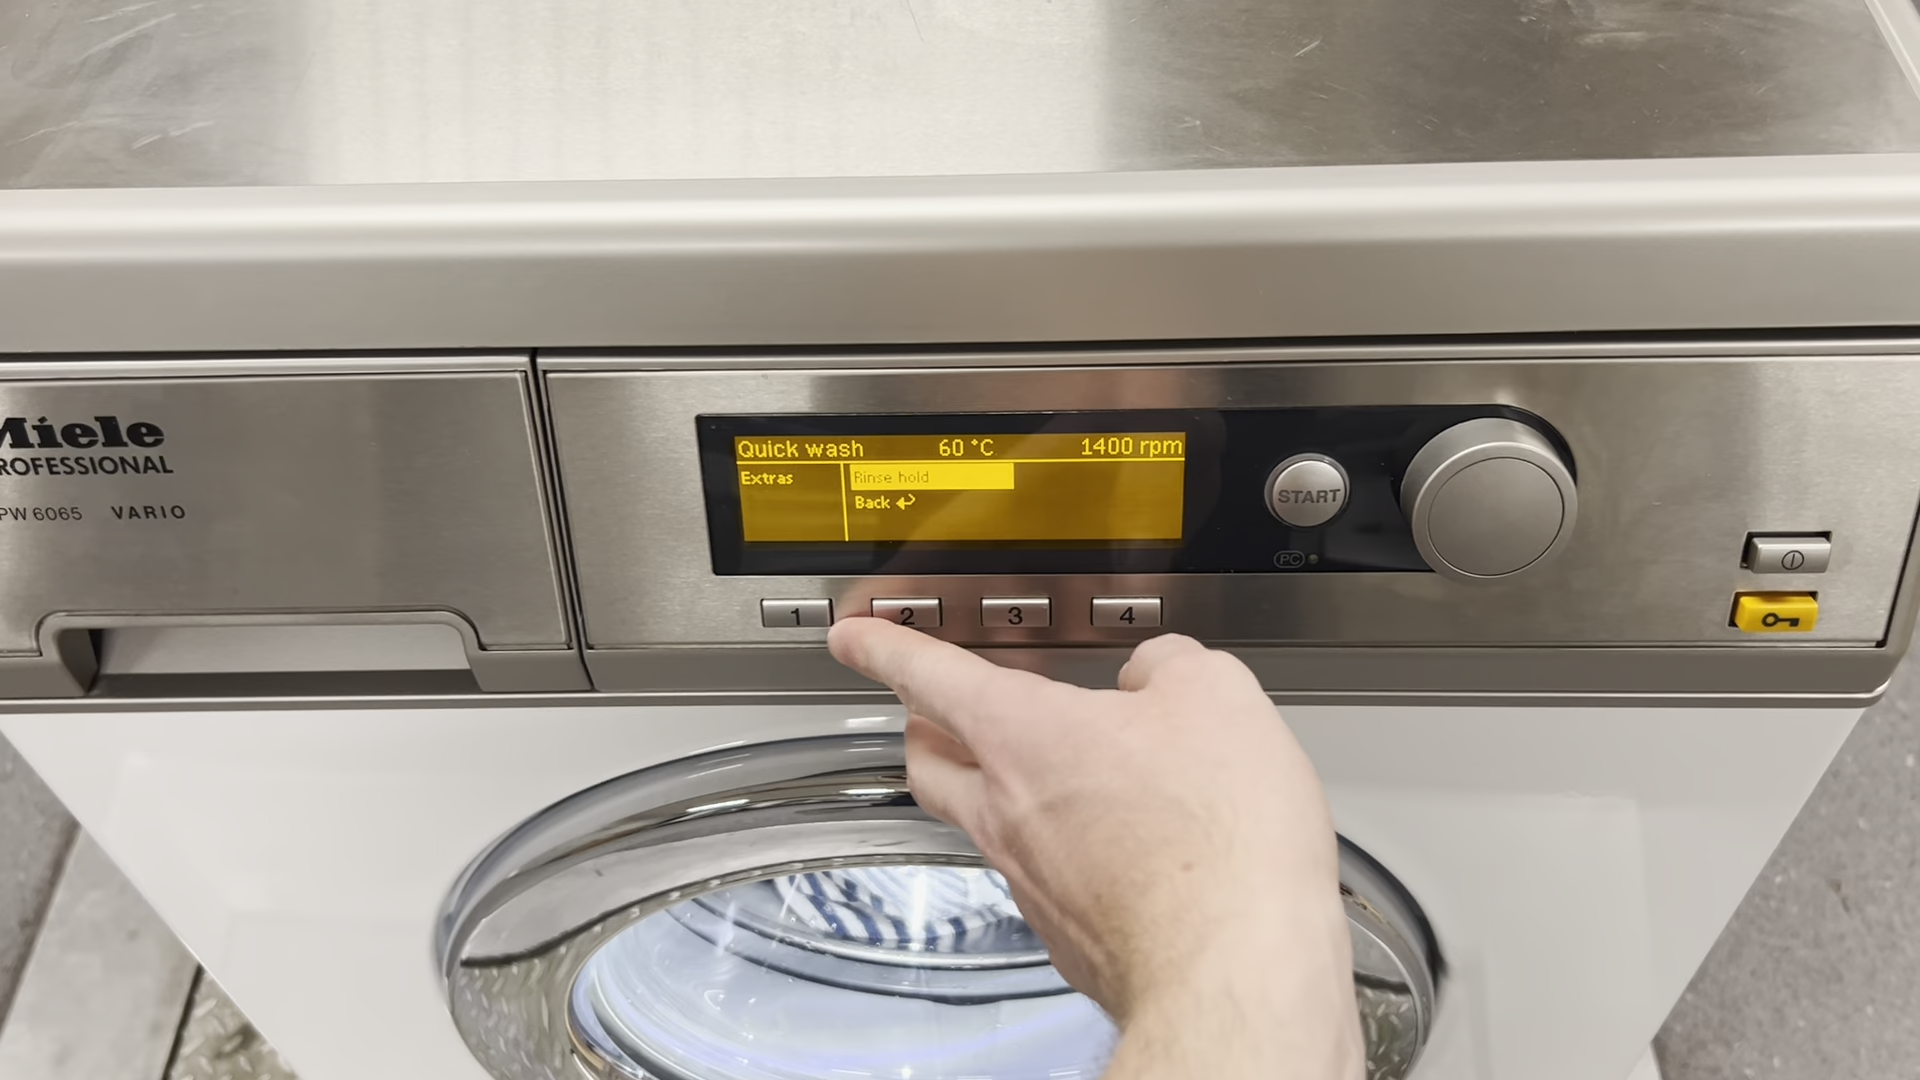 Miele
PROFESSIONAL
PW 6065 VARIO
Quick wash 60 °C 1400 rpm
Extras Rinse hold
Back
START
PC
1 2 3 4